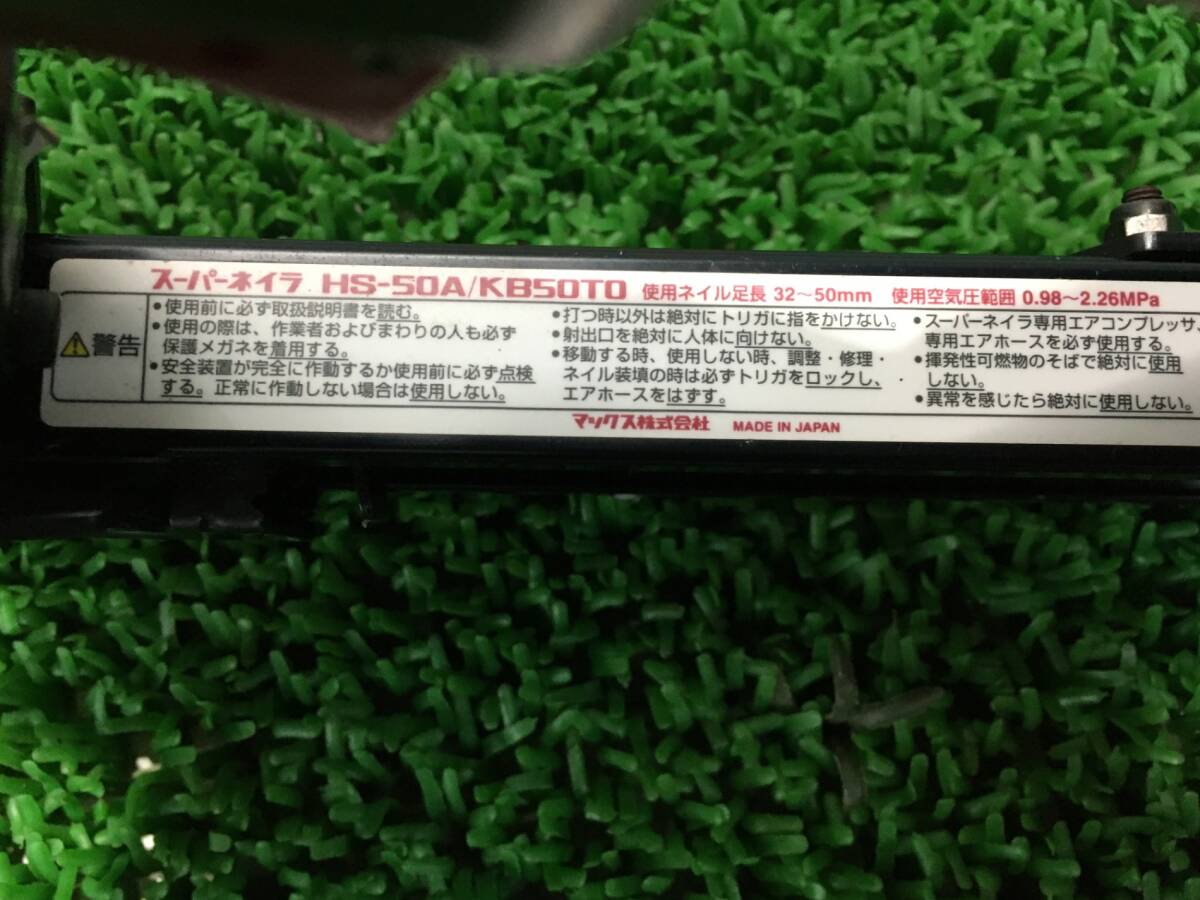 スーパーネイラ HS-50A/KB50TO 使用ネイル足長 32～50mm 使用空気圧範囲 0.98～2.26MPa
警告
•使用前に必ず取扱説明書を読む。
•使用の際は、作業者およびまわりの人も必ず
保護メガネを着用する。
•安全装置が完全に作動するか使用前に必ず点検
する。正常に作動しない場合は使用しない。
•打つ時以外は絶対にトリガに指をかけない。
•射出口を絶対に人体に向けない。
•移動する時、使用しない時、調整・修理・
ネイル装填の時は必ずトリガをロックし、
エアホースをはずす。
•スーパーネイラ専用エアコンプレッサ、
専用エアホースを必ず使用する。
•揮発性可燃物のそばで絶対に使用
しない。
•異常を感じたら絶対に使用しない。
マックス株式会社 MADE IN JAPAN